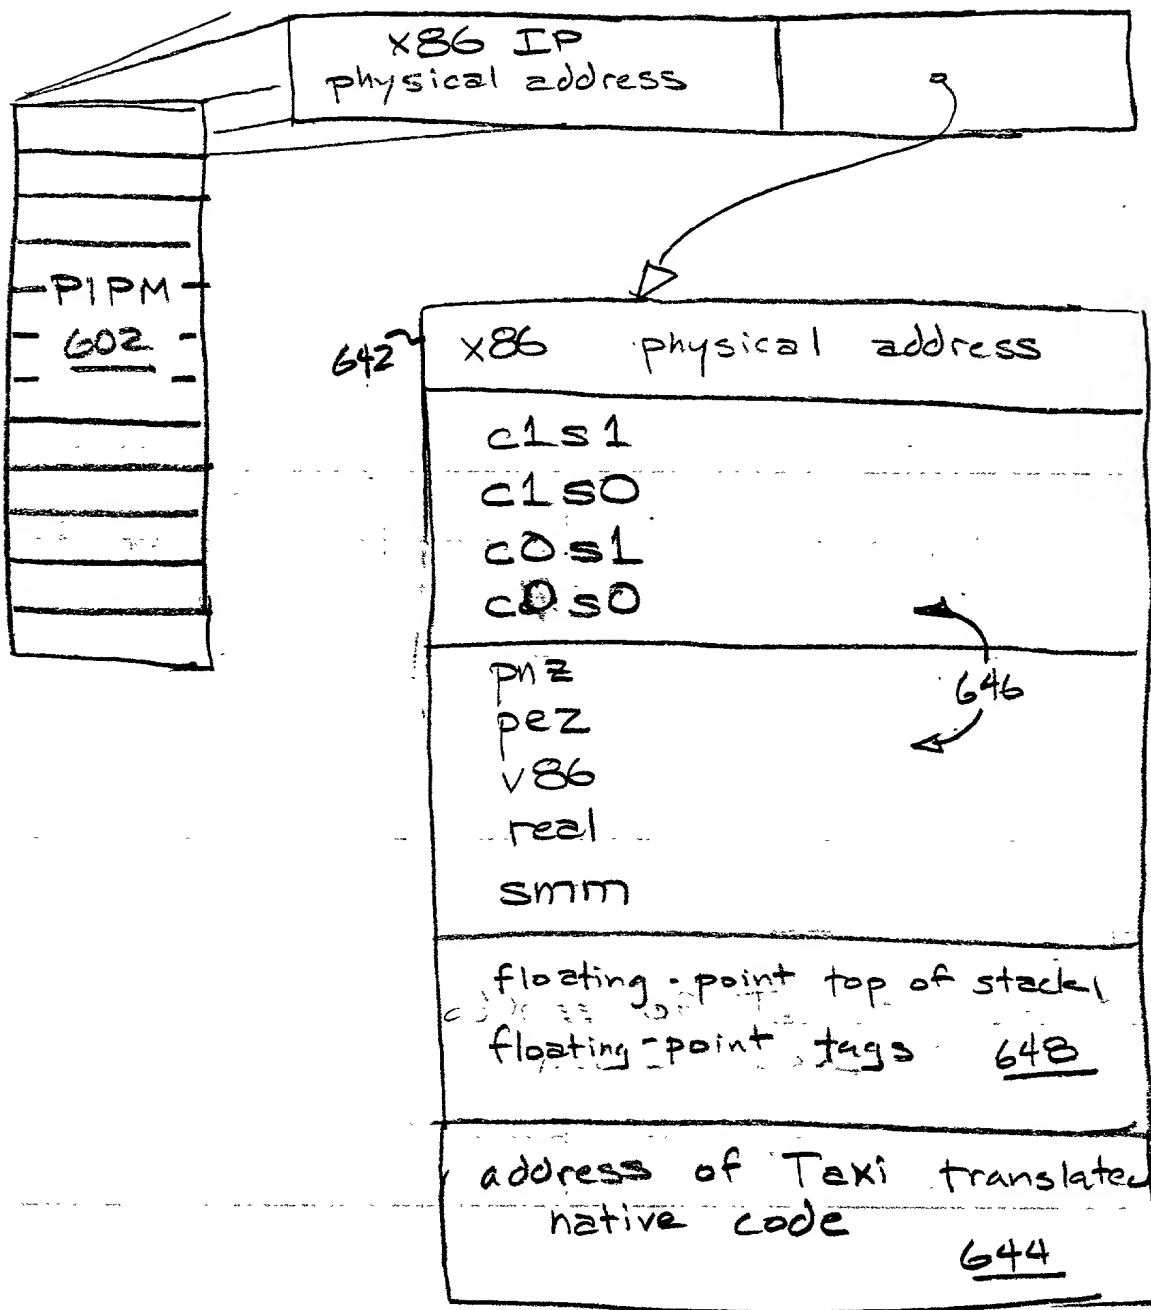 x86 IP
physical address
PIPM
602
642
x86 physical address
c1s1
c1s0
c0s1
c0s0
646
pnz
pez
v86
real
smm
floating-point top of stack,
floating-point tags 648
address of Taxi translated
native code
644